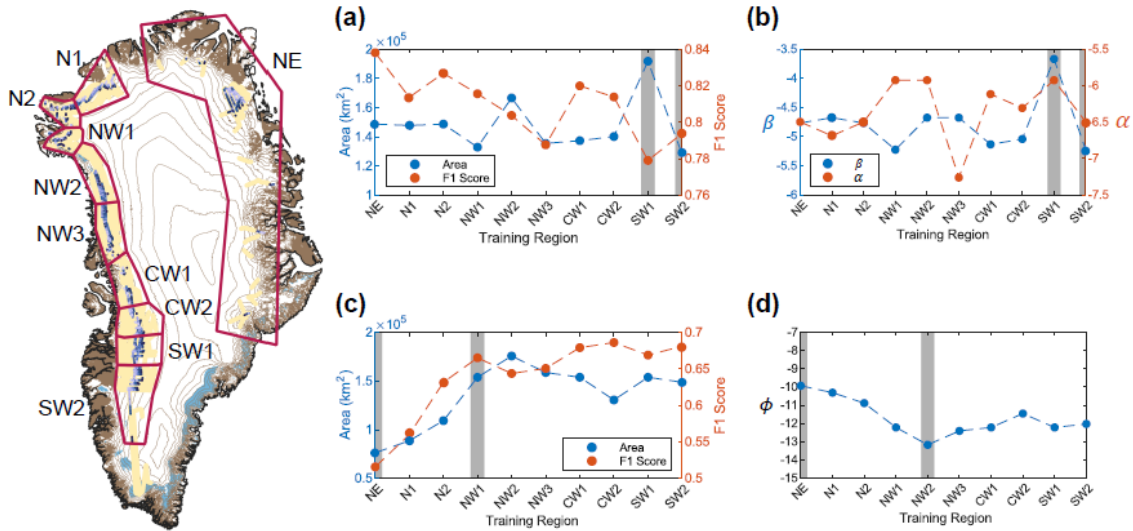 N1
NE
N2
NW1
NW2
NW3
CW1
CW2
SW1
SW2
(a)
×10⁵
2
1.8
1.6
1.4
1.2
1
Area (km²)
0.84
0.82
0.8
0.78
0.76
F1 Score
Area
F1 Score
NE N1 N2 NW1 NW2 NW3 CW1 CW2 SW1 SW2
Training Region
(b)
-3.5
-4
-4.5
-5
-5.5
-6
β
-5.5
-6
-6.5
-7
-7.5
α
β
α
NE N1 N2 NW1 NW2 NW3 CW1 CW2 SW1 SW2
Training Region
(c)
×10⁵
2
1.5
1
0.5
Area (km²)
0.7
0.65
0.6
0.55
0.5
F1 Score
Area
F1 Score
NE N1 N2 NW1 NW2 NW3 CW1 CW2 SW1 SW2
Training Region
(d)
-7
-8
-9
-10
-11
-12
-13
-14
-15
ϕ
NE N1 N2 NW1 NW2 NW3 CW1 CW2 SW1 SW2
Training Region